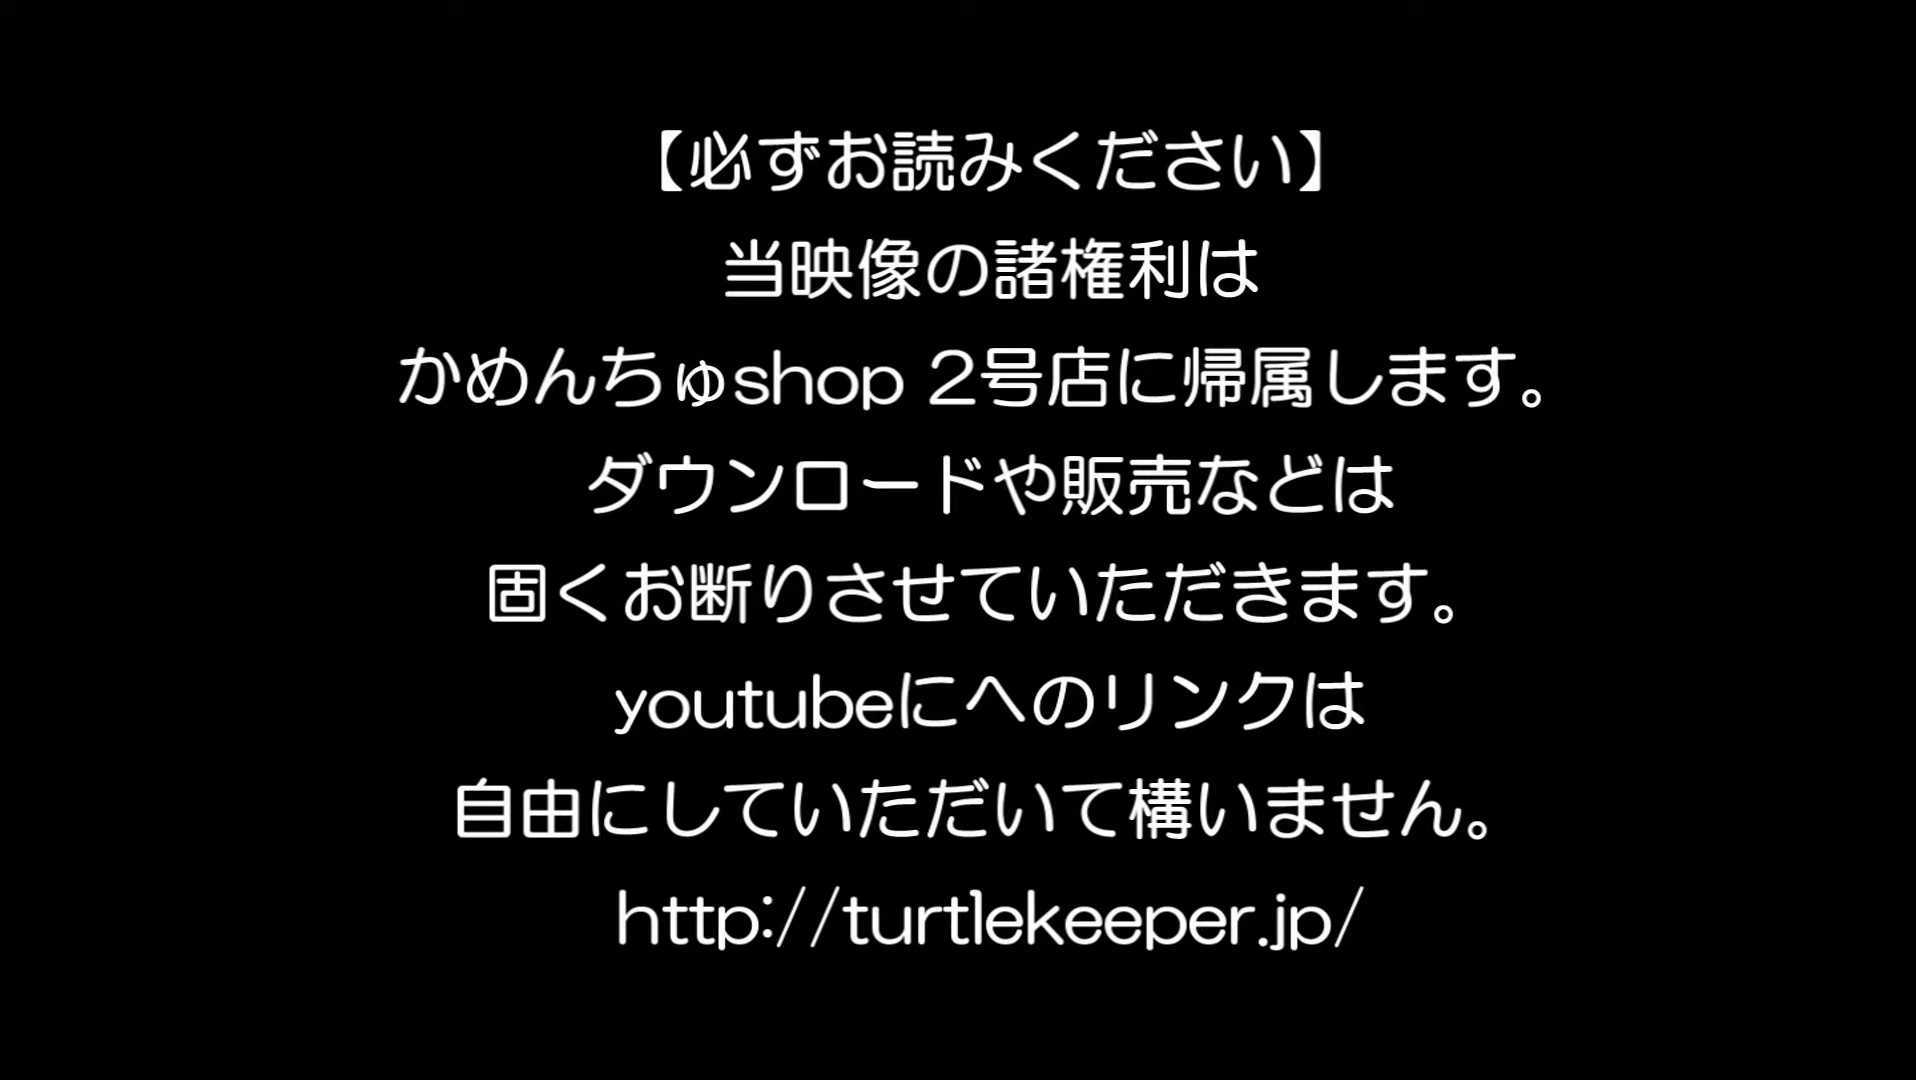 【必ずお読みください】
当映像の諸権利は
かめんちゅshop 2号店に帰属します。
ダウンロードや販売などは
固くお断りさせていただきます。
youtubeにへのリンクは
自由にしていただいて構いません。
http://turtlekeeper.jp/